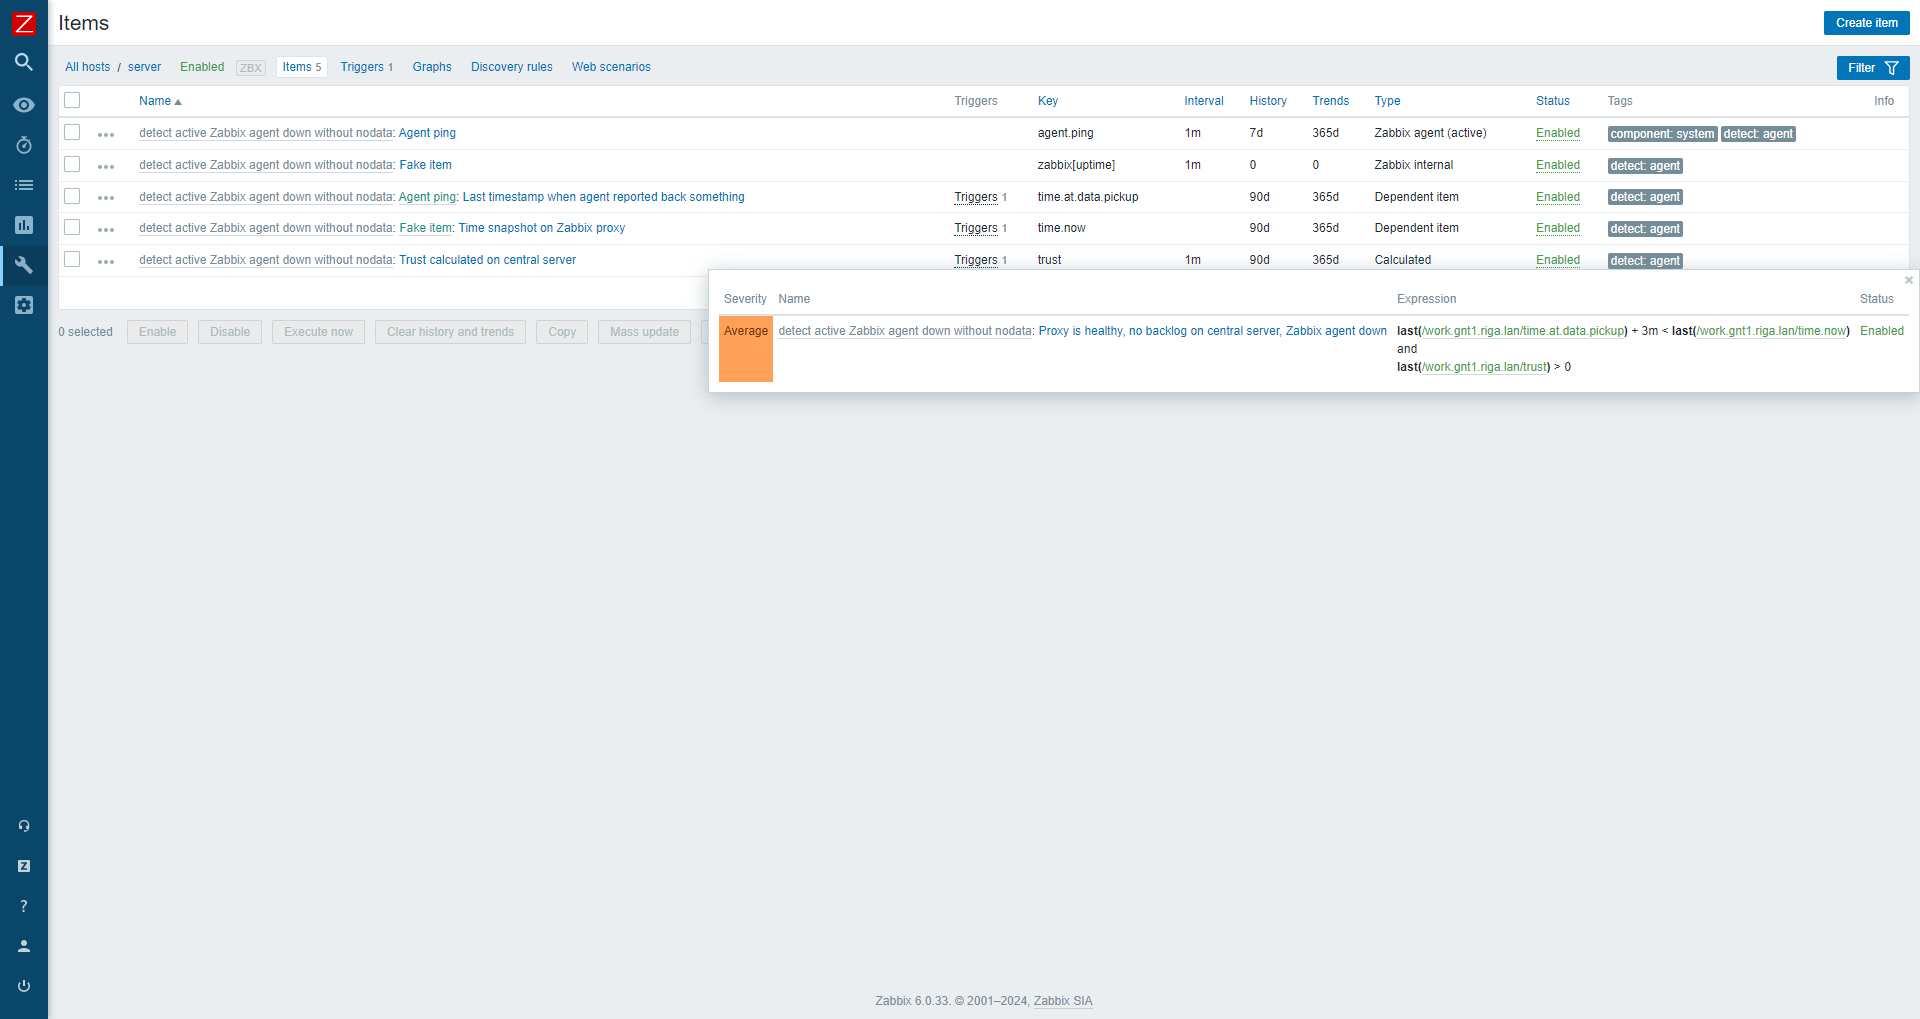 Z
Items
Create item
All hosts / server Enabled ZBX Items 5 Triggers 1 Graphs Discovery rules Web scenarios
Filter
Name Triggers Key Interval History Trends Type Status Tags Info
detect active Zabbix agent down without nodata: Agent ping agent.ping 1m 7d 365d Zabbix agent (active) Enabled component: system detect: agent
detect active Zabbix agent down without nodata: Fake item zabbix[uptime] 1m 0 0 Zabbix internal Enabled detect: agent
detect active Zabbix agent down without nodata: Agent ping: Last timestamp when agent reported back something Triggers 1 time.at.data.pickup 90d 365d Dependent item Enabled detect: agent
detect active Zabbix agent down without nodata: Fake item: Time snapshot on Zabbix proxy Triggers 1 time.now 90d 365d Dependent item Enabled detect: agent
detect active Zabbix agent down without nodata: Trust calculated on central server Triggers 1 trust 1m 90d 365d Calculated Enabled detect: agent
Severity Name Expression Status
0 selected Enable Disable Execute now Clear history and trends Copy Mass update
Average detect active Zabbix agent down without nodata: Proxy is healthy, no backlog on central server, Zabbix agent down last(/work.gnt1.riga.lan/time.at.data.pickup) + 3m < last(/work.gnt1.riga.lan/time.now) Enabled
and
last(/work.gnt1.riga.lan/trust) > 0
Z
?
Zabbix 6.0.33. © 2001–2024, Zabbix SIA